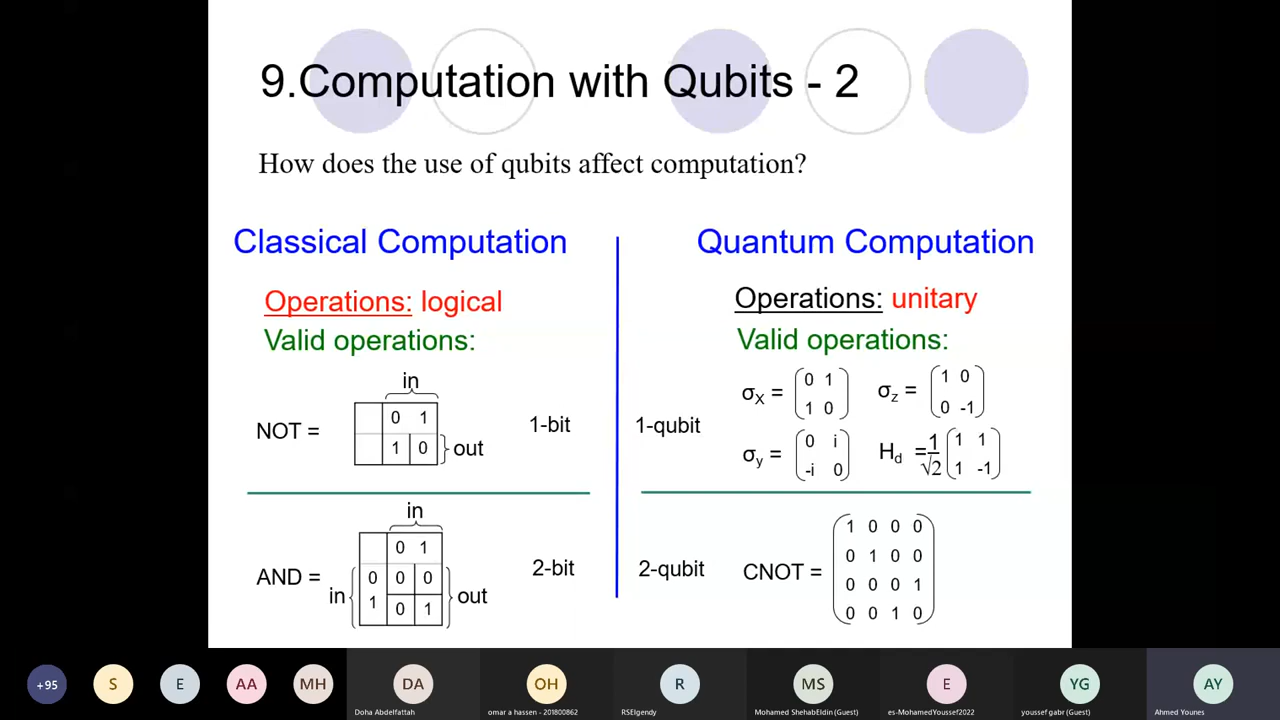 9.Computation with Qubits - 2
How does the use of qubits affect computation?
Classical Computation
Operations: logical
Valid operations:
in
NOT =
0 1
1 0
out
1-bit
in
AND =
in
0 1
0 0 0
1 0 1
out
2-bit
Quantum Computation
Operations: unitary
Valid operations:
1-qubit
σX =
0 1
1 0
σz =
1 0
0 -1
σy =
0 i
-i 0
Hd = 1/√2
1 1
1 -1
2-qubit
CNOT =
1 0 0 0
0 1 0 0
0 0 0 1
0 0 1 0
+95
S
E
AA
MH
DA
Doha Abdelfattah
OH
omar a hassen - 201800862
R
RSElgendy
MS
Mohamed ShehabEldin (Guest)
E
es-MohamedYoussef2022
YG
youssef gabr (Guest)
AY
Ahmed Younes